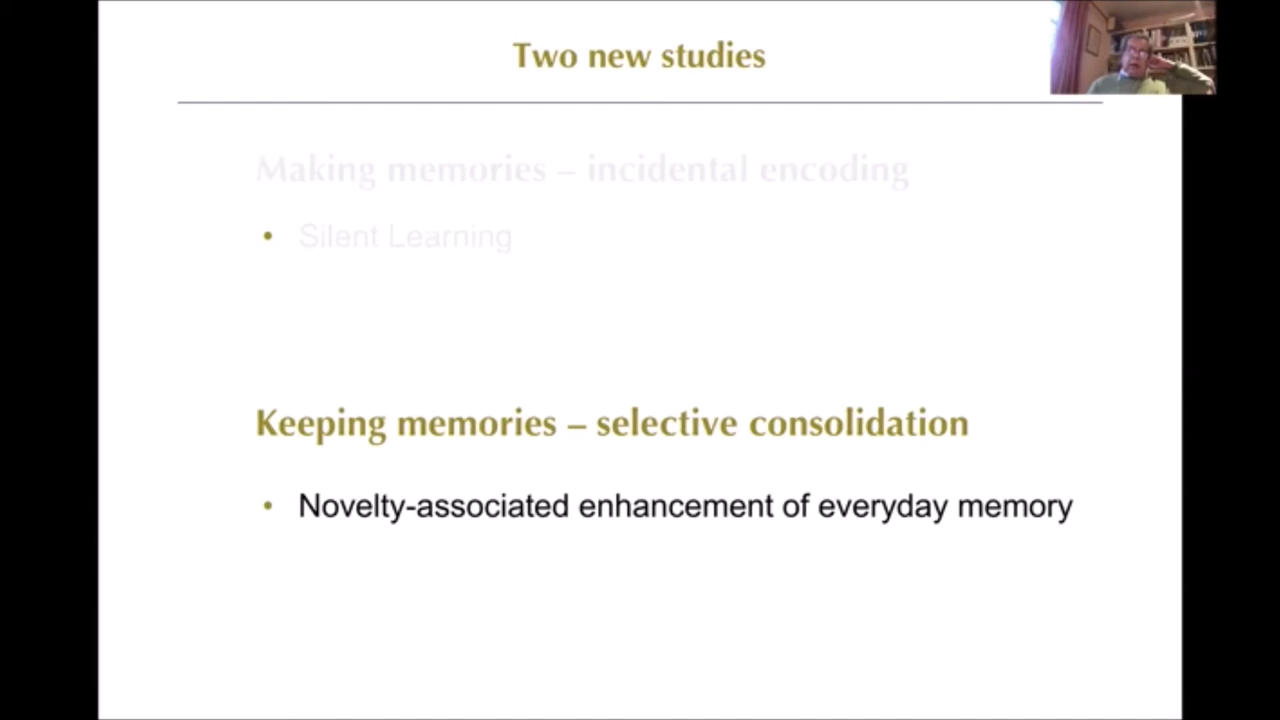 Two new studies
Making memories – incidental encoding
• Silent Learning
Keeping memories – selective consolidation
• Novelty-associated enhancement of everyday memory